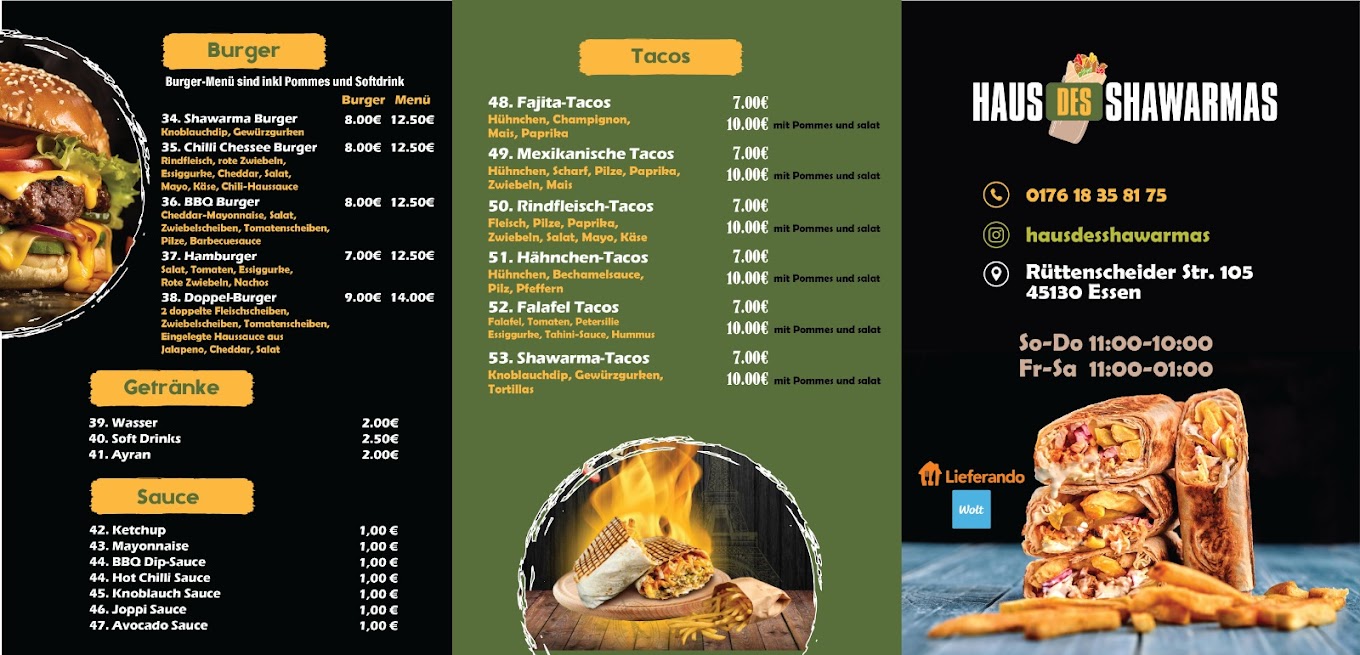 Burger
Burger-Menü sind inkl Pommes und Softdrink
Burger Menü
34. Shawarma Burger 8.00€ 12.50€
Knoblauchdip, Gewürzgurken
35. Chilli Chessee Burger 8.00€ 12.50€
Rindfleisch, rote Zwiebeln,
Essiggurke, Cheddar, Salat,
Mayo, Käse, Chili-Haussauce
36. BBQ Burger 8.00€ 12.50€
Cheddar-Mayonnaise, Salat,
Zwiebelscheiben, Tomatenscheiben,
Pilze, Barbecuesauce
37. Hamburger 7.00€ 12.50€
Salat, Tomaten, Essiggurke,
Rote Zwiebeln, Nachos
38. Doppel-Burger 9.00€ 14.00€
2 doppelte Fleischscheiben,
Zwiebelscheiben, Tomatenscheiben,
Eingelegte Haussauce aus
Jalapeno, Cheddar, Salat
Getränke
39. Wasser 2.00€
40. Soft Drinks 2.50€
41. Ayran 2.00€
Sauce
42. Ketchup 1,00 €
43. Mayonnaise 1,00 €
44. BBQ Dip-Sauce 1,00 €
44. Hot Chilli Sauce 1,00 €
45. Knoblauch Sauce 1,00 €
46. Joppi Sauce 1,00 €
47. Avocado Sauce 1,00 €
Tacos
48. Fajita-Tacos 7.00€
Hühnchen, Champignon, 10.00€ mit Pommes und salat
Mais, Paprika
49. Mexikanische Tacos 7.00€
Hühnchen, Scharf, Pilze, Paprika, 10.00€ mit Pommes und salat
Zwiebeln, Mais
50. Rindfleisch-Tacos 7.00€
Fleisch, Pilze, Paprika, 10.00€ mit Pommes und salat
Zwiebeln, Salat, Mayo, Käse
51. Hähnchen-Tacos 7.00€
Hühnchen, Bechamelsauce, 10.00€ mit Pommes und salat
Pilz, Pfeffern
52. Falafel Tacos 7.00€
Falafel, Tomaten, Petersilie 10.00€ mit Pommes und salat
Essiggurke, Tahini-Sauce, Hummus
53. Shawarma-Tacos 7.00€
Knoblauchdip, Gewürzgurken, 10.00€ mit Pommes und salat
Tortillas
HAUS DES SHAWARMAS
0176 18 35 81 75
hausdesshawarmas
Rüttenscheider Str. 105
45130 Essen
So-Do 11:00-10:00
Fr-Sa 11:00-01:00
Lieferando
Wolt